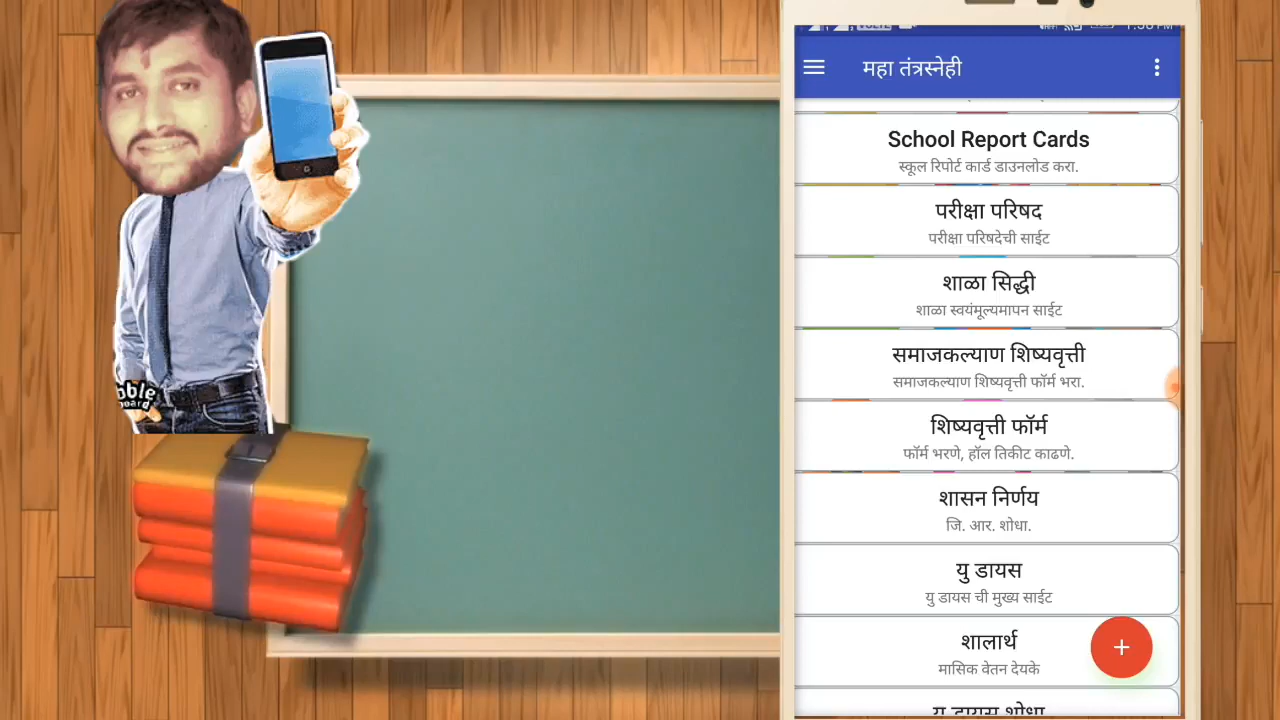 महा तंत्रस्नेही
School Report Cards
स्कूल रिपोर्ट कार्ड डाउनलोड करा.
परीक्षा परिषद
परीक्षा परिषदेची साईट
शाळा सिद्धी
शाळा स्वयंमूल्यमापन साईट
समाजकल्याण शिष्यवृत्ती
समाजकल्याण शिष्यवृत्ती फॉर्म भरा.
शिष्यवृत्ती फॉर्म
फॉर्म भरणे, हॉल तिकीट काढणे.
शासन निर्णय
जि. आर. शोधा.
यु डायस
यु डायस ची मुख्य साईट
शालार्थ
मासिक वेतन देयके
+